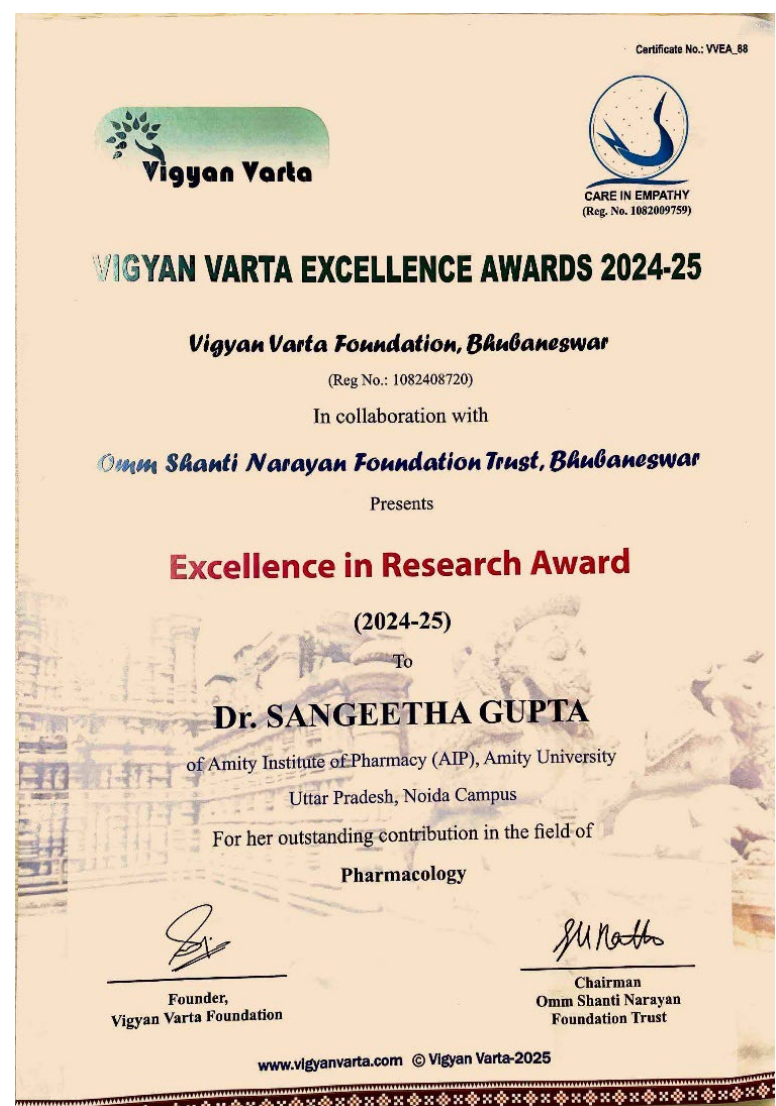 Certificate No.: VVEA_88
Vigyan Varta
CARE IN EMPATHY
(Reg. No. 1082009759)
VIGYAN VARTA EXCELLENCE AWARDS 2024-25
Vigyan Varta Foundation, Bhubaneswar
(Reg No.: 1082408720)
In collaboration with
Omm Shanti Narayan Foundation Trust, Bhubaneswar
Presents
Excellence in Research Award
(2024-25)
To
Dr. SANGEETHA GUPTA
of Amity Institute of Pharmacy (AIP), Amity University
Uttar Pradesh, Noida Campus
For her outstanding contribution in the field of
Pharmacology
Founder,
Vigyan Varta Foundation
Chairman
Omm Shanti Narayan
Foundation Trust
www.vigyanvarta.com © Vigyan Varta-2025